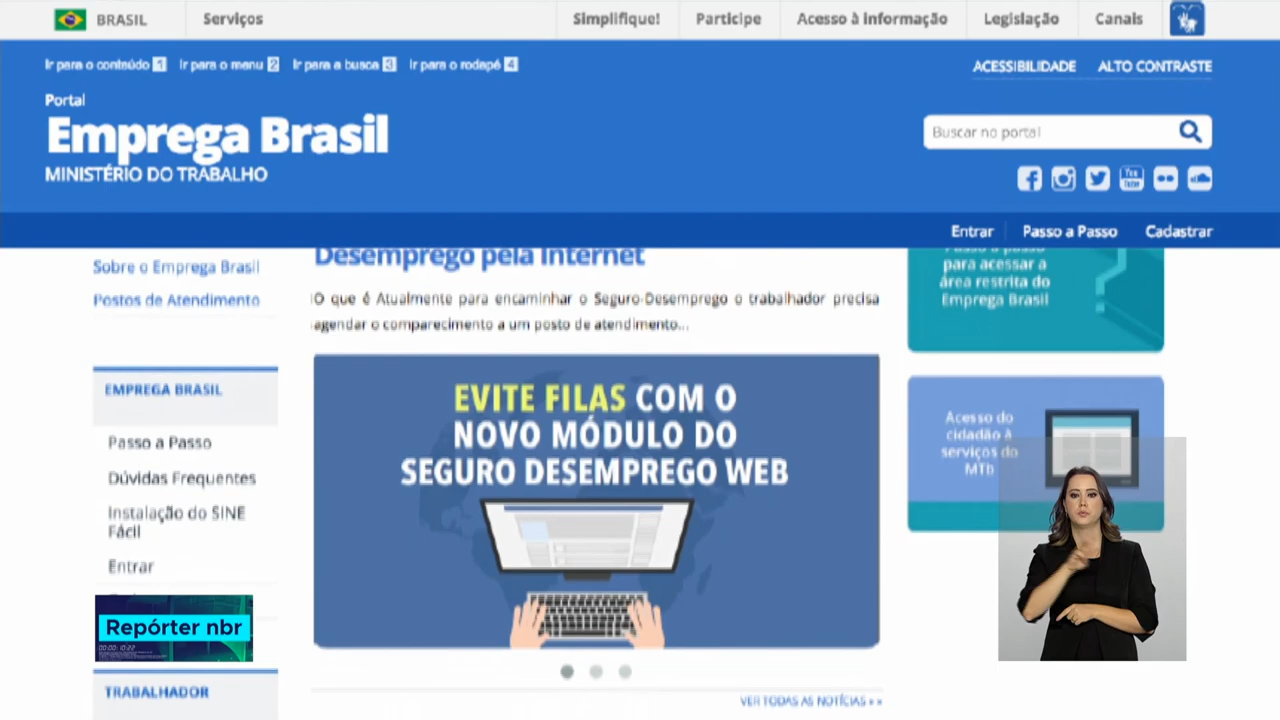 BRASIL
Serviços
Simplifique!
Participe
Acesso à informação
Legislação
Canais
Ir para o conteúdo 1
Ir para o menu 2
Ir para a busca 3
Ir para o rodapé 4
ACESSIBILIDADE
ALTO CONTRASTE
Portal
Emprega Brasil
MINISTÉRIO DO TRABALHO
Buscar no portal
You Tube
Entrar
Passo a Passo
Cadastrar
Sobre o Emprega Brasil
Postos de Atendimento
EMPREGA BRASIL
Passo a Passo
Dúvidas Frequentes
Instalação do SINE
Fácil
Entrar
Repórter nbr
TRABALHADOR
Desemprego pela Internet
O que é Atualmente para encaminhar o Seguro-Desemprego o trabalhador precisa
agendar o comparecimento a um posto de atendimento...
EVITE FILAS COM O
NOVO MÓDULO DO
SEGURO DESEMPREGO WEB
VER TODAS AS NOTÍCIAS » »
Passo a passo
para acessar a
área restrita do
Emprega Brasil
Acesso do
cidadão à
serviços do
MTb